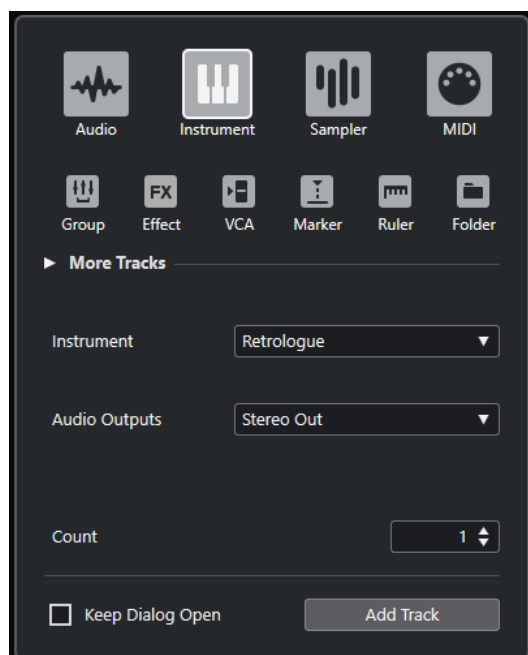 Audio Instrument Sampler MIDI
FX
Group Effect VCA Marker Ruler Folder
More Tracks
Instrument Retrologue
Audio Outputs Stereo Out
Count 1
Keep Dialog Open Add Track